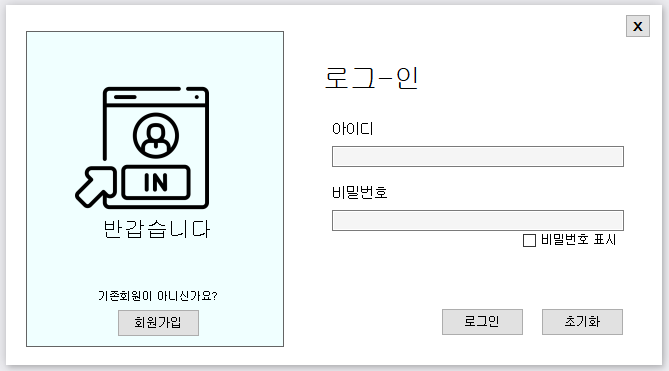 X
IN
반갑습니다
기존회원이 아니신가요?
회원가입
로그-인
아이디
비밀번호
비밀번호 표시
로그인
초기화